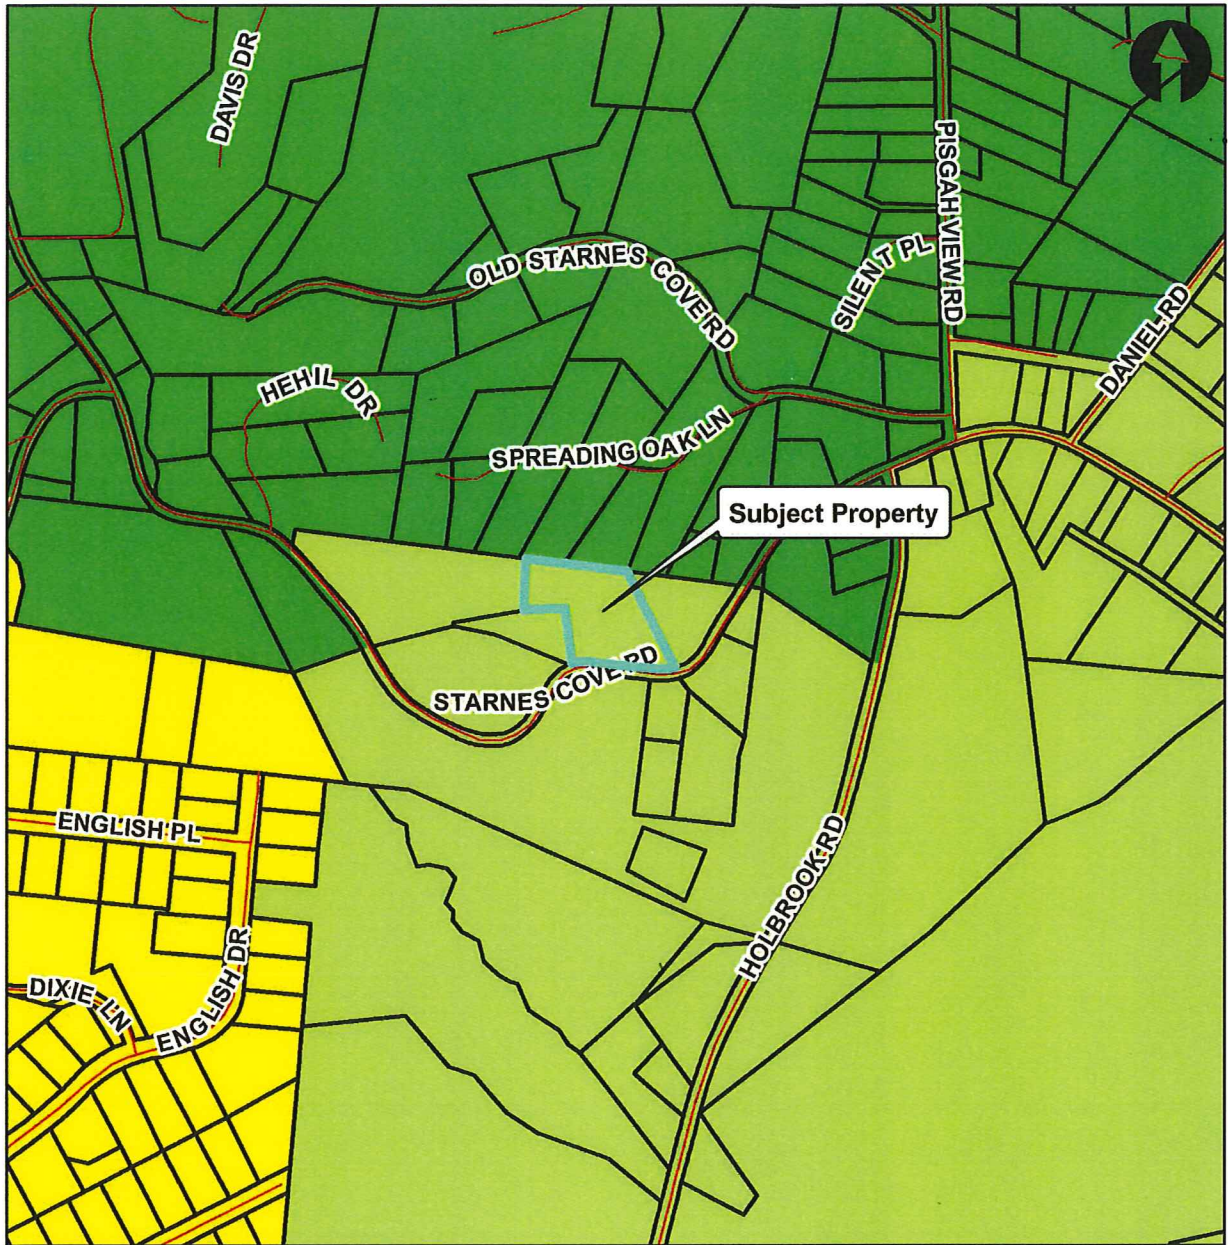 DAVIS DR
PISGAH VIEW RD
OLD STARNES COVE RD
SILENT PL
DANIEL RD
HEHIL DR
SPREADING OAK LN
Subject Property
STARNES COVE RD
ENGLISH PL
HOLBROOK RD
ENGLISH DR
DIXIE LN